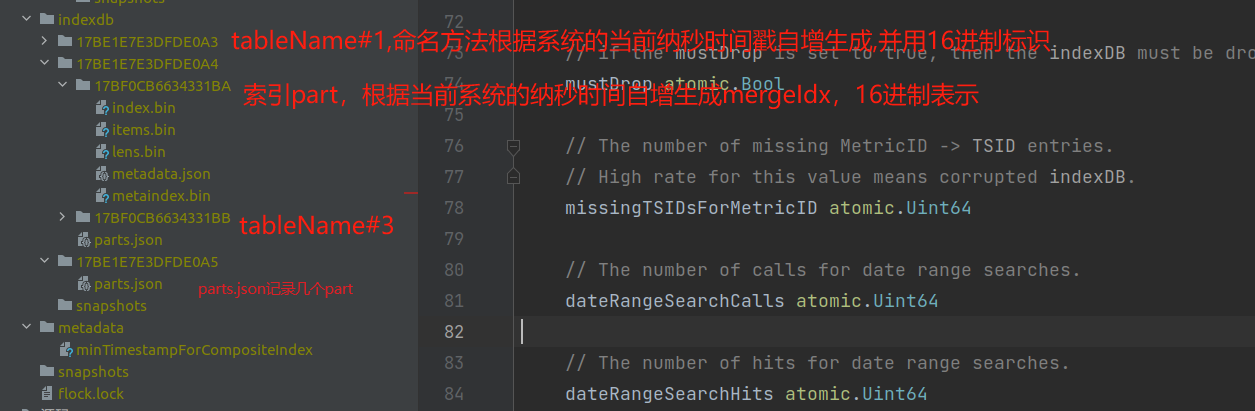 snapshots
indexdb
17BE1E7E3DFDE0A3
tableName#1,命名方法根据系统的当前纳秒时间戳自增生成,并用16进制标识
17BE1E7E3DFDE0A4
17BF0CB6634331BA
索引part，根据当前系统的纳秒时间自增生成mergeIdx，16进制表示
index.bin
items.bin
lens.bin
metadata.json
metaindex.bin
17BF0CB6634331BB
tableName#3
parts.json
17BE1E7E3DFDE0A5
parts.json
parts.json记录几个part
snapshots
metadata
minTimestampForCompositeIndex
snapshots
flock.lock
72
73 // if the mustDrop is set to true, then the indexDB must be dro
74 mustDrop atomic.Bool
75
76 // The number of missing MetricID -> TSID entries.
77 // High rate for this value means corrupted indexDB.
78 missingTSIDsForMetricID atomic.Uint64
79
80 // The number of calls for date range searches.
81 dateRangeSearchCalls atomic.Uint64
82
83 // The number of hits for date range searches.
84 dateRangeSearchHits atomic.Uint64